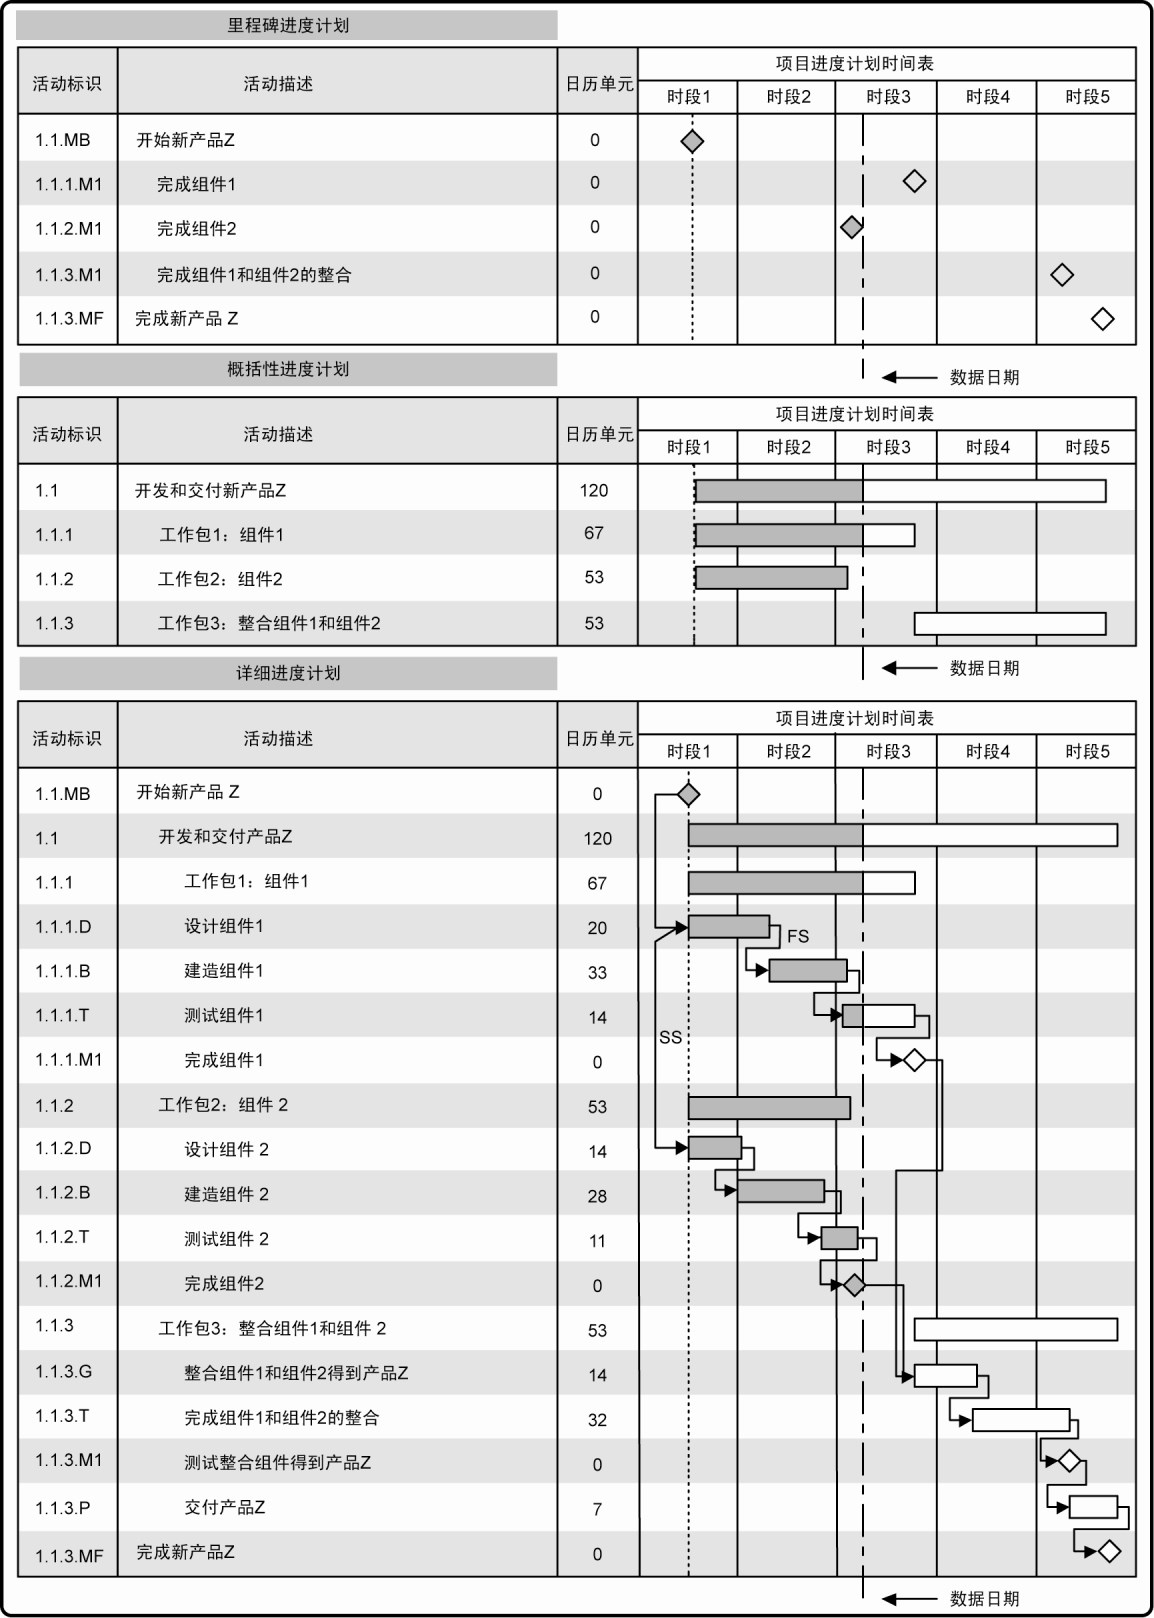 里程碑进度计划
活动标识 活动描述 日历单元 项目进度计划时间表
时段1 时段2 时段3 时段4 时段5
1.1.MB 开始新产品Z 0
1.1.1.M1 完成组件1 0
1.1.2.M1 完成组件2 0
1.1.3.M1 完成组件1和组件2的整合 0
1.1.3.MF 完成新产品 Z 0
数据日期
概括性进度计划
活动标识 活动描述 日历单元 项目进度计划时间表
时段1 时段2 时段3 时段4 时段5
1.1 开发和交付新产品Z 120
1.1.1 工作包1：组件1 67
1.1.2 工作包2：组件2 53
1.1.3 工作包3：整合组件1和组件2 53
数据日期
详细进度计划
活动标识 活动描述 日历单元 项目进度计划时间表
时段1 时段2 时段3 时段4 时段5
1.1.MB 开始新产品 Z 0
1.1 开发和交付产品Z 120
1.1.1 工作包1：组件1 67
1.1.1.D 设计组件1 20
FS
1.1.1.B 建造组件1 33
1.1.1.T 测试组件1 14
SS
1.1.1.M1 完成组件1 0
1.1.2 工作包2：组件 2 53
1.1.2.D 设计组件 2 14
1.1.2.B 建造组件 2 28
1.1.2.T 测试组件 2 11
1.1.2.M1 完成组件2 0
1.1.3 工作包3：整合组件1和组件 2 53
1.1.3.G 整合组件1和组件2得到产品Z 14
1.1.3.T 完成组件1和组件2的整合 32
1.1.3.M1 测试整合组件得到产品Z 0
1.1.3.P 交付产品Z 7
1.1.3.MF 完成新产品Z 0
数据日期